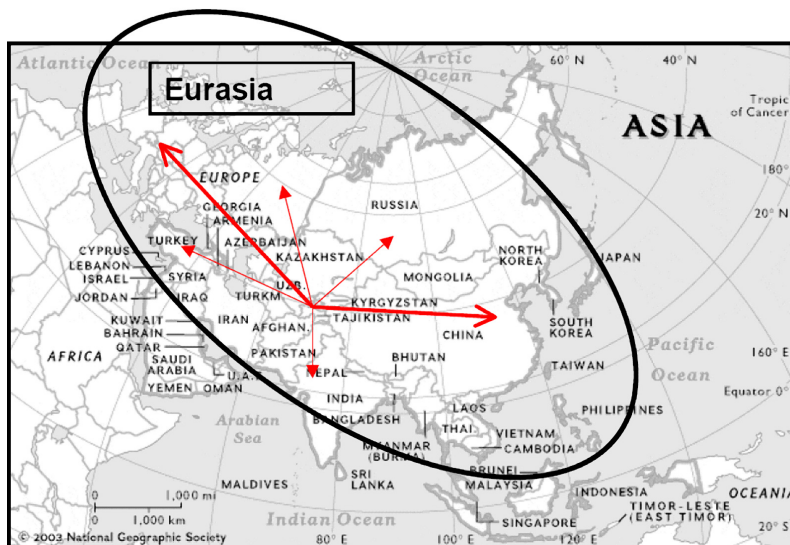 Atlantic Ocean
Arctic
Ocean
60° N
40° N
Eurasia
Tropic
of Cancer
ASIA
180°
20° N
EUROPE
RUSSIA
GEORGIA
ARMENIA
TURKEY
AZERBAIJAN
CYPRUS
LEBANON
ISRAEL
JORDAN
SYRIA
IRAQ
KAZAKHSTAN
UZB.
TURKM.
MONGOLIA
NORTH
KOREA
JAPAN
KYRGYZSTAN
TAJIKISTAN
KUWAIT
BAHRAIN
QATAR
IRAN
AFGHAN.
CHINA
SOUTH
KOREA
AFRICA
SAUDI
ARABIA
U.A.E.
PAKISTAN
NEPAL
BHUTAN
TAIWAN
Pacific
Ocean
160° E
YEMEN
OMAN
INDIA
BANGLADESH
LAOS
THAI.
PHILIPPINES
Equator 0°
Arabian
Sea
MYANMAR
(BURMA)
VIETNAM
CAMBODIA
SRI
LANKA
MALDIVES
BRUNEI
MALAYSIA
INDONESIA
OCEANIA
TIMOR-LESTE
(EAST TIMOR)
SINGAPORE
0 1,000 mi
0 1,000 km
Indian Ocean
80° E
100° E
120° E
20° S
© 2003 National Geographic Society